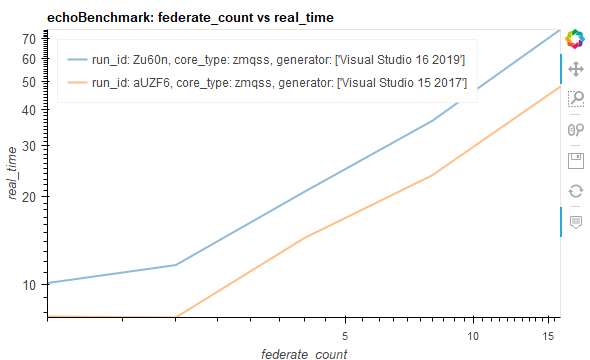 echoBenchmark: federate_count vs real_time
run_id: Zu60n, core_type: zmqss, generator: ['Visual Studio 16 2019']
run_id: aUZF6, core_type: zmqss, generator: ['Visual Studio 15 2017']
70
60
50
40
30
20
10
real_time
5
10
15
federate_count